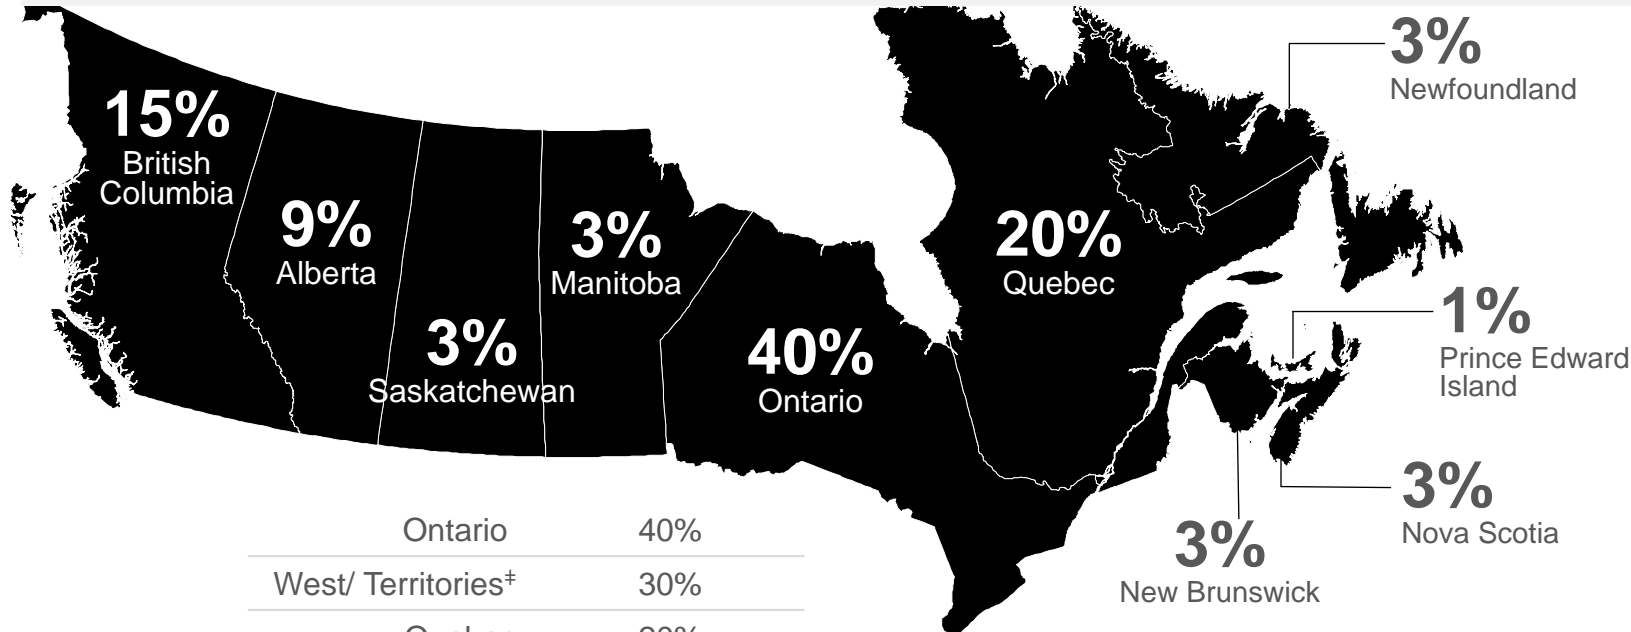 3%
Newfoundland
15%
British
Columbia
9%
Alberta
3%
Manitoba
20%
Quebec
3%
Saskatchewan
40%
Ontario
1%
Prince Edward
Island
3%
Nova Scotia
3%
New Brunswick
Ontario 40%
West/ Territories‡ 30%